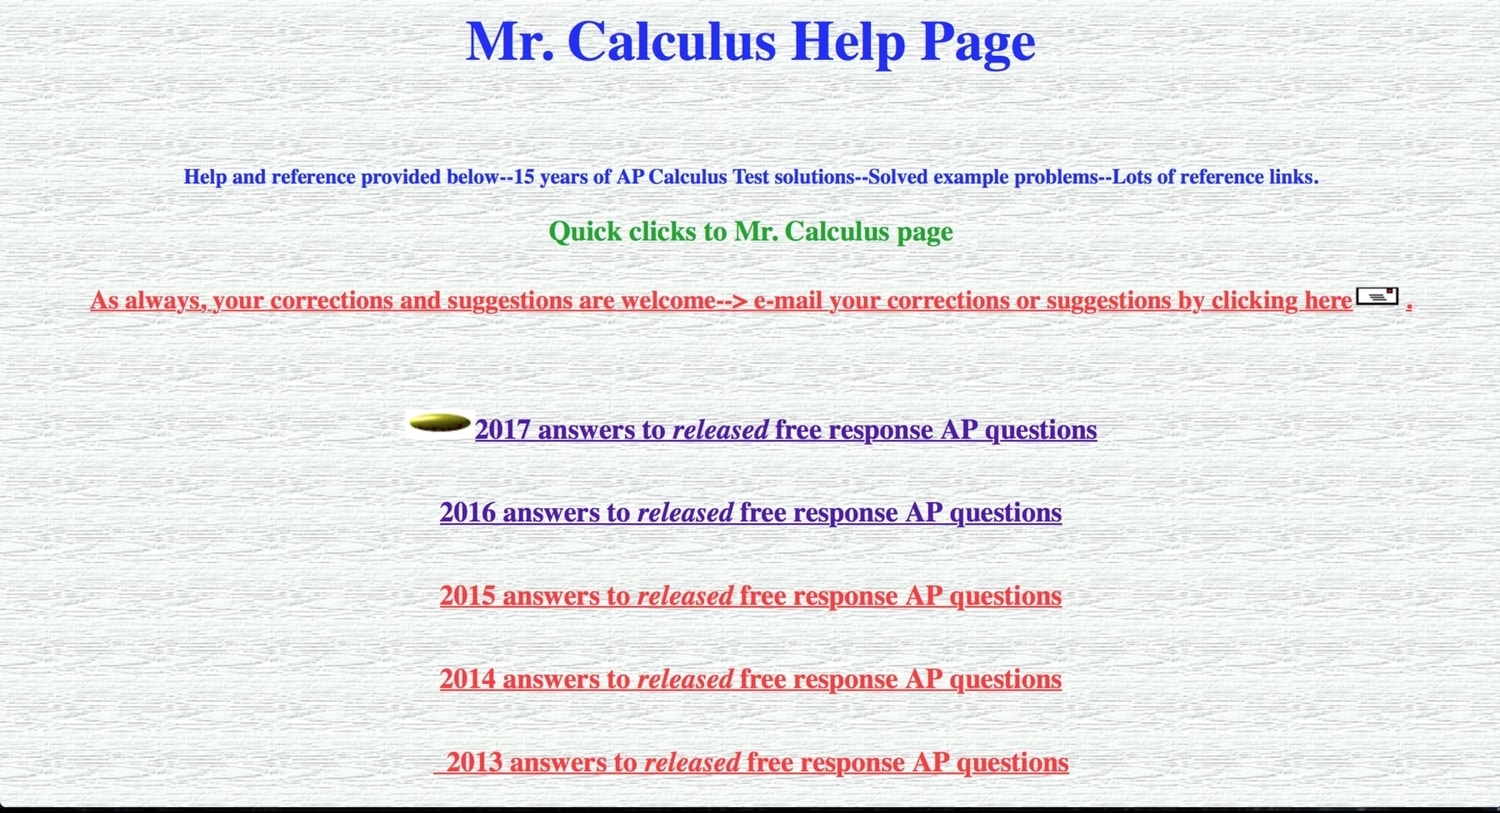 Mr. Calculus Help Page
Help and reference provided below--15 years of AP Calculus Test solutions--Solved example problems--Lots of reference links.
Quick clicks to Mr. Calculus page
As always, your corrections and suggestions are welcome--> e-mail your corrections or suggestions by clicking here .
2017 answers to released free response AP questions
2016 answers to released free response AP questions
2015 answers to released free response AP questions
2014 answers to released free response AP questions
2013 answers to released free response AP questions